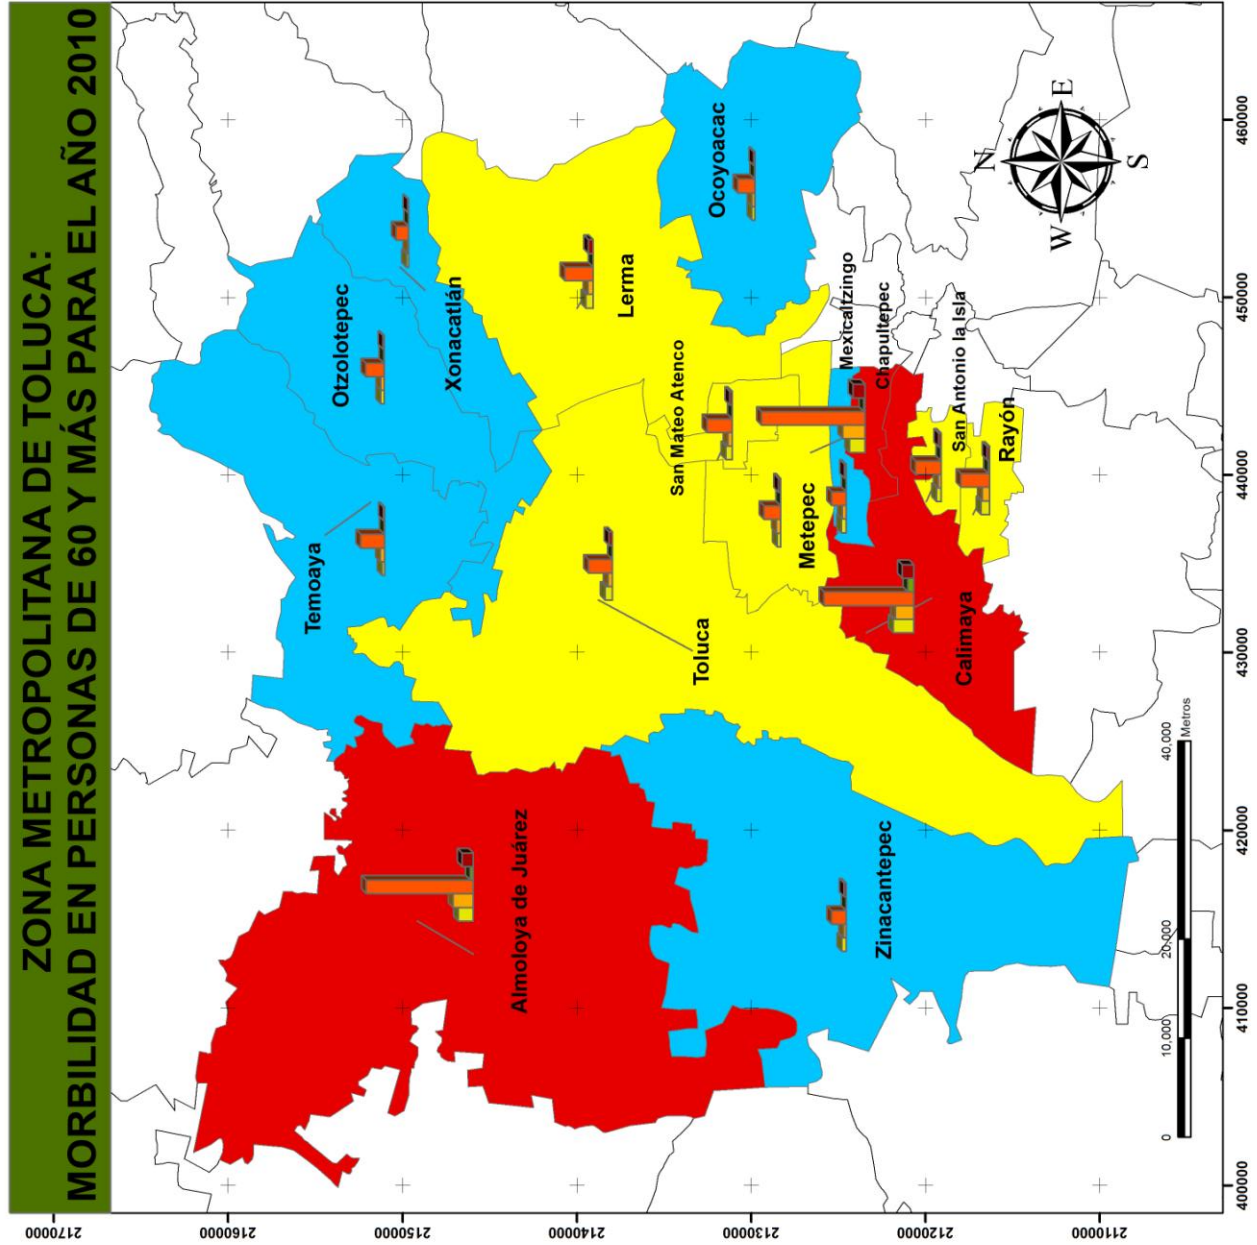 ZONA METROPOLITANA DE TOLUCA:
MORBILIDAD EN PERSONAS DE 60 Y MÁS PARA EL AÑO 2010
2170000
2160000
2150000
2140000
2130000
2120000
2110000
Otzolotepec
Temoaya
Xonacatlán
Lerma
Ocoyoacac
San Mateo Atenco
Toluca
Metepec
Mexicaltzingo
Chapultepec
San Antonio la Isla
Rayón
Calimaya
Almoloya de Juárez
Zinacantepec
N
W
E
S
0
10,000
20,000
40,000
Metros
400000
410000
420000
430000
440000
450000
460000